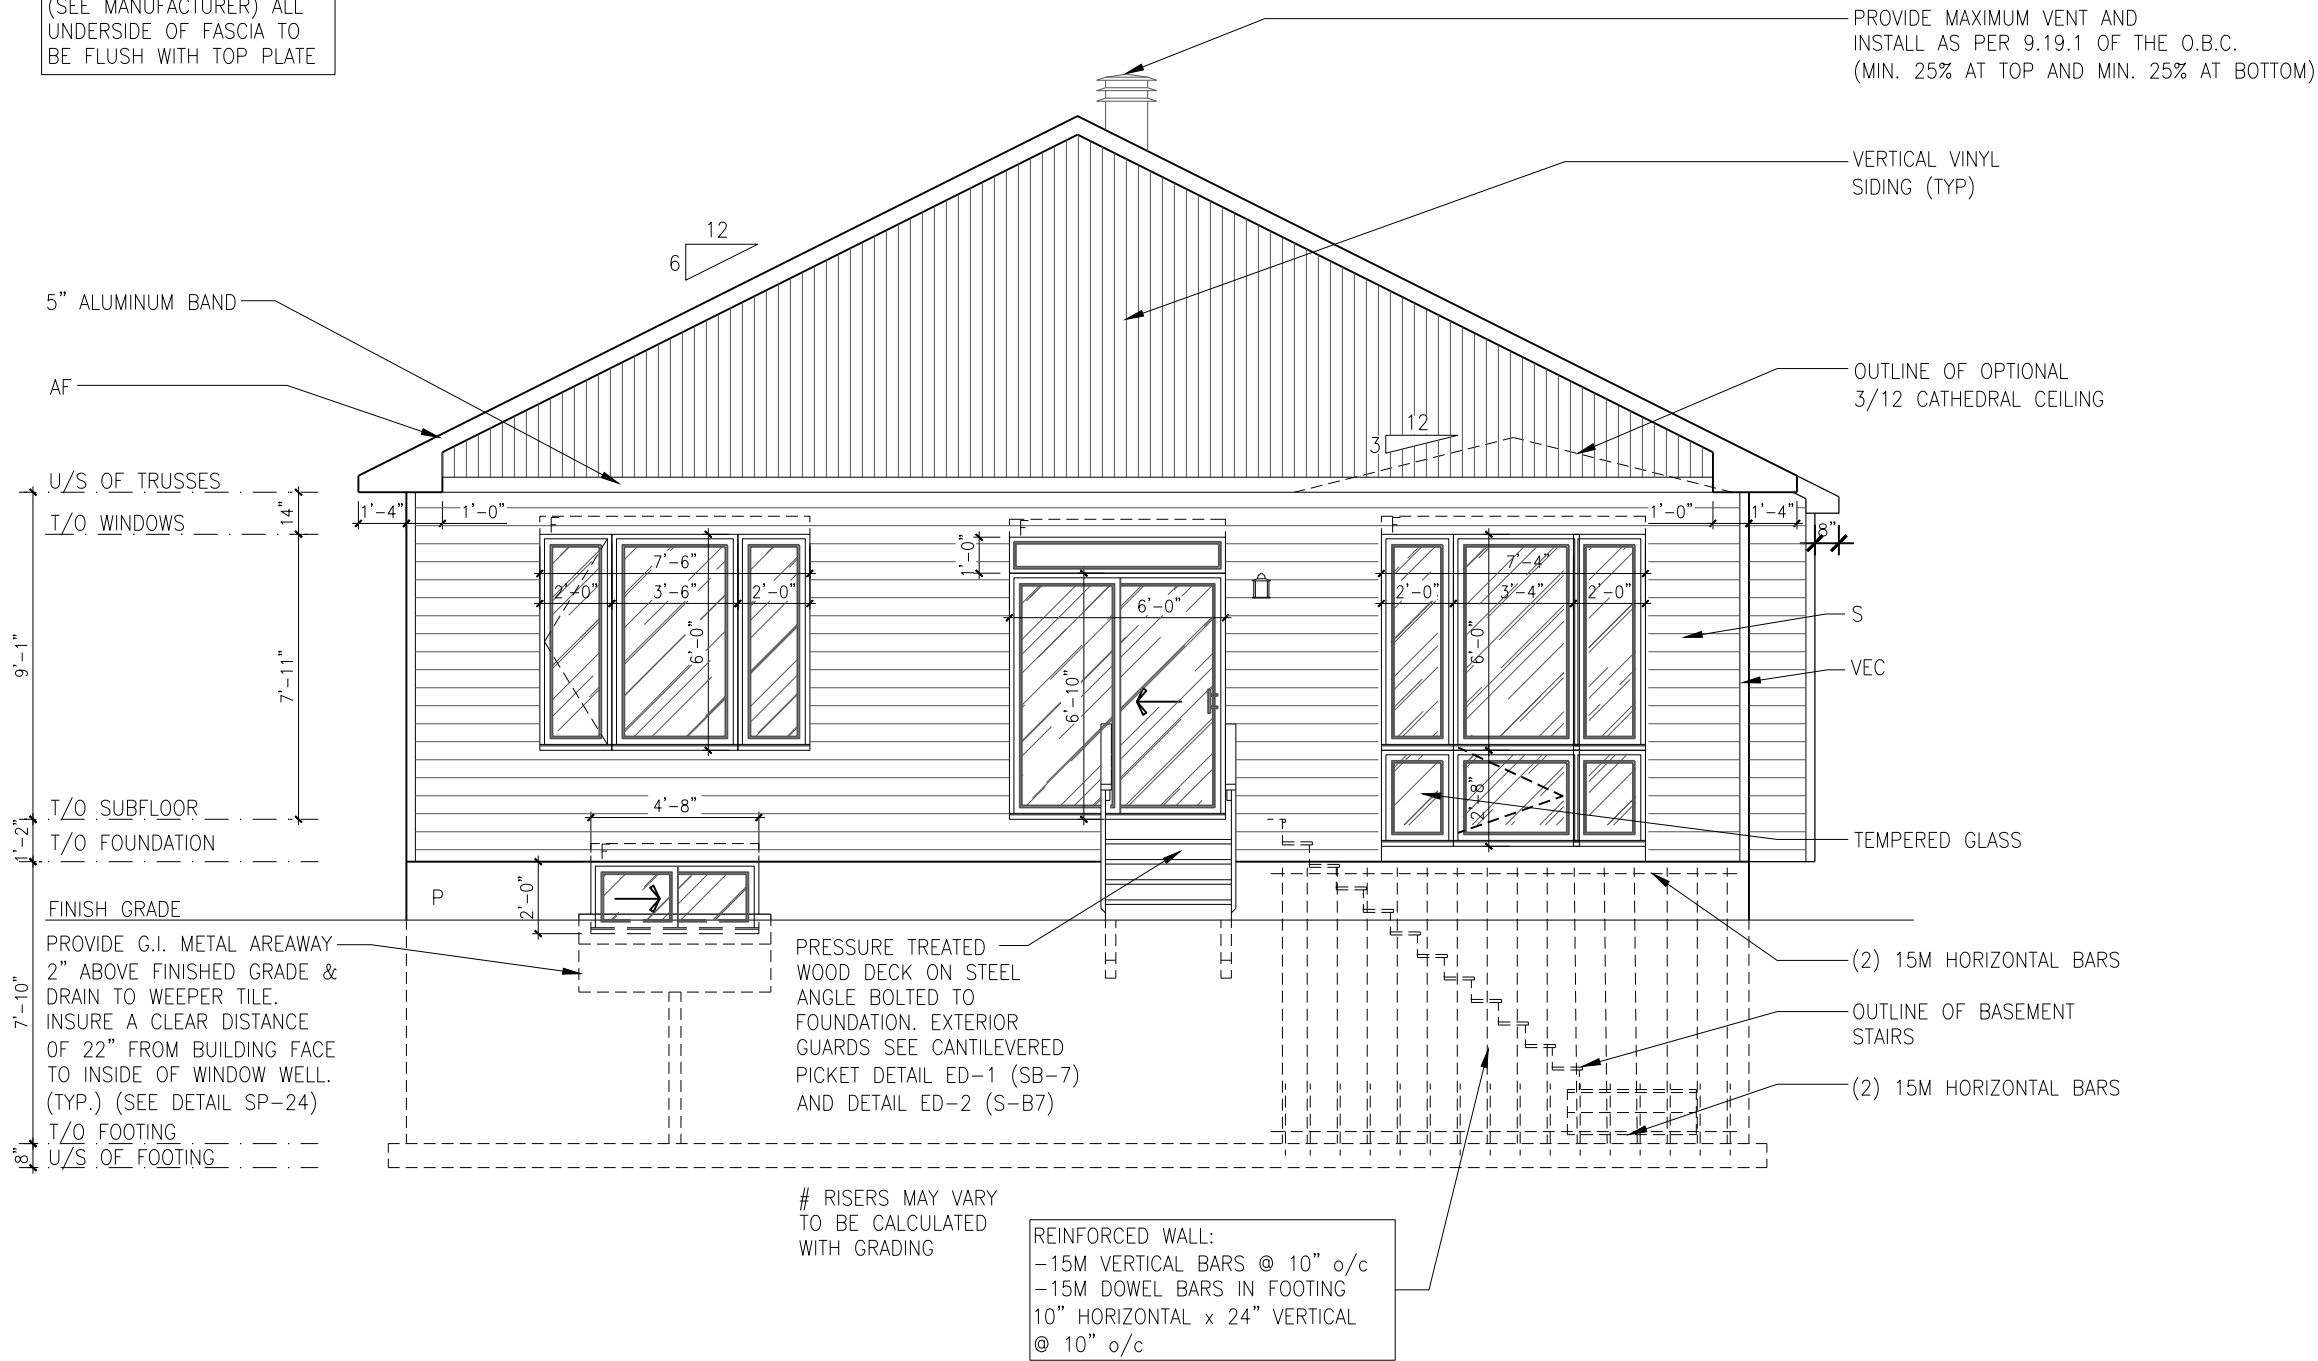 (SEE MANUFACTURER) ALL
UNDERSIDE OF FASCIA TO
BE FLUSH WITH TOP PLATE
PROVIDE MAXIMUM VENT AND
INSTALL AS PER 9.19.1 OF THE O.B.C.
(MIN. 25% AT TOP AND MIN. 25% AT BOTTOM)
VERTICAL VINYL
SIDING (TYP)
12
6
5" ALUMINUM BAND
AF
OUTLINE OF OPTIONAL
3/12 CATHEDRAL CEILING
12
3
U/S OF TRUSSES
T/O WINDOWS
14"
1'-4"
1'-0"
1'-0"
1'-4"
8"
9'-1"
7'-11"
7'-6"
2'-0"
3'-6"
2'-0"
6'-0"
1'-0"
6'-0"
6'-10"
7'-4"
2'-0"
3'-4"
2'-0"
6'-0"
2'-8"
S
VEC
T/O SUBFLOOR
1'-2"
T/O FOUNDATION
4'-8"
2'-0"
TEMPERED GLASS
P
FINISH GRADE
PROVIDE G.I. METAL AREAWAY
2" ABOVE FINISHED GRADE &
DRAIN TO WEEPER TILE.
INSURE A CLEAR DISTANCE
OF 22" FROM BUILDING FACE
TO INSIDE OF WINDOW WELL.
(TYP.) (SEE DETAIL SP-24)
7'-10"
PRESSURE TREATED
WOOD DECK ON STEEL
ANGLE BOLTED TO
FOUNDATION. EXTERIOR
GUARDS SEE CANTILEVERED
PICKET DETAIL ED-1 (SB-7)
AND DETAIL ED-2 (S-B7)
(2) 15M HORIZONTAL BARS
OUTLINE OF BASEMENT
STAIRS
(2) 15M HORIZONTAL BARS
T/O FOOTING
U/S OF FOOTING
8"
# RISERS MAY VARY
TO BE CALCULATED
WITH GRADING
REINFORCED WALL:
-15M VERTICAL BARS @ 10" o/c
-15M DOWEL BARS IN FOOTING
10" HORIZONTAL x 24" VERTICAL
@ 10" o/c